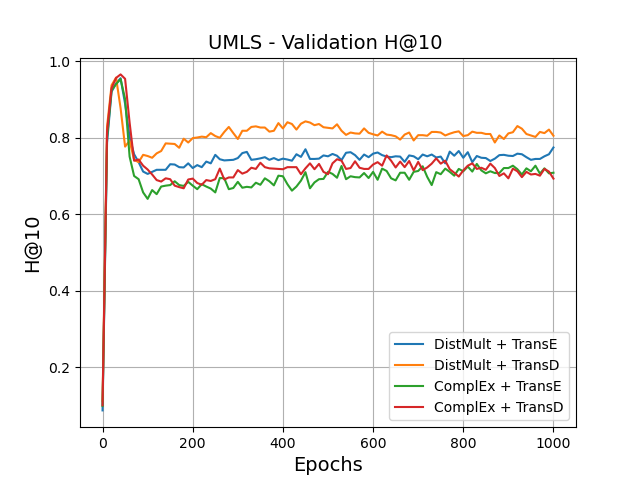 UMLS - Validation H@10
H@10
1.0
0.8
0.6
0.4
0.2
0
200
400
600
800
1000
Epochs
DistMult + TransE
DistMult + TransD
ComplEx + TransE
ComplEx + TransD